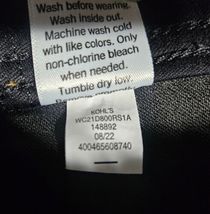 Wash before wearing.
Wash inside out.
Machine wash cold
with like colors. Only
non-chlorine bleach
when needed.
Tumble dry low.
KOHL'S
WC21D800RS1A
148892
08/22
400465608740